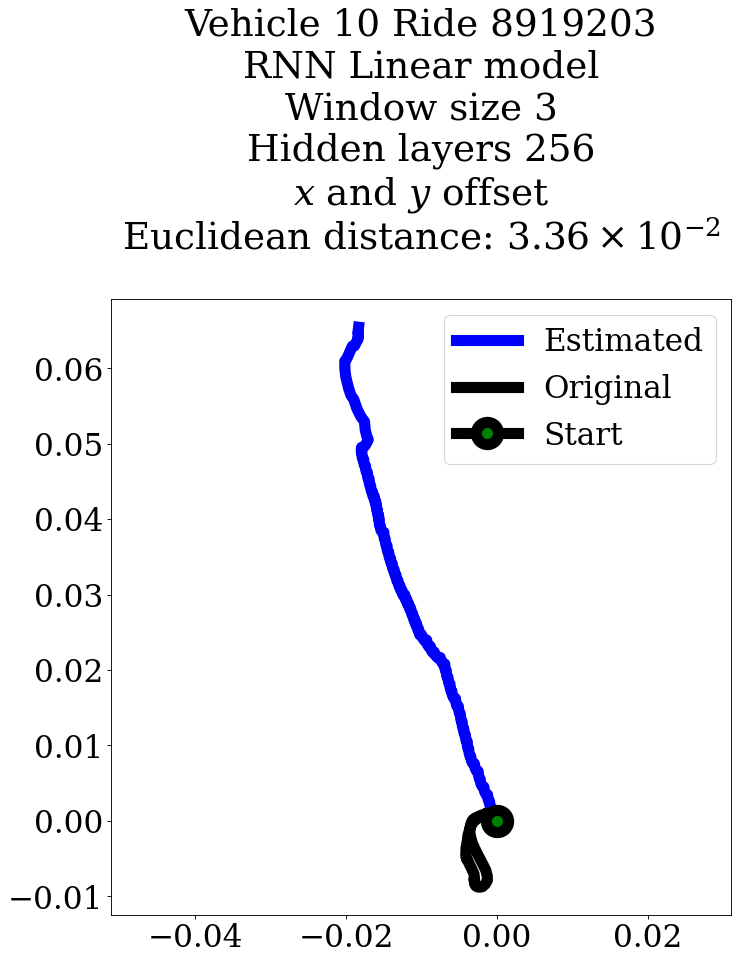 Vehicle 10 Ride 8919203
RNN Linear model
Window size 3
Hidden layers 256
x and y offset
Euclidean distance: 3.36 × 10⁻²
Estimated
Original
Start
0.06
0.05
0.04
0.03
0.02
0.01
0.00
−0.01
−0.04 −0.02 0.00 0.02